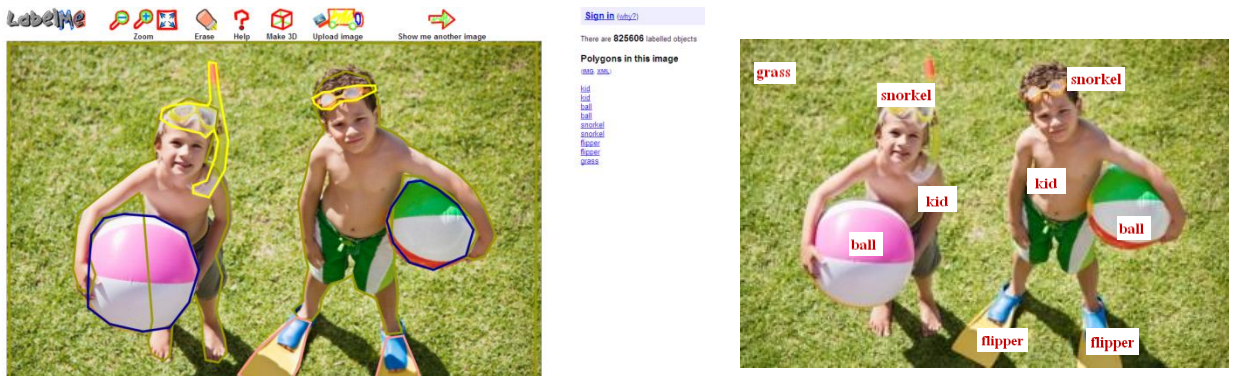 LabelMe
Zoom
Erase
Help
Make 3D
Upload image
Show me another image
Sign in (why?)
There are 825606 labelled objects
Polygons in this image
(IMG, XML)
kid
kid
ball
ball
snorkel
snorkel
flipper
flipper
grass
grass
snorkel
snorkel
kid
kid
ball
ball
flipper
flipper